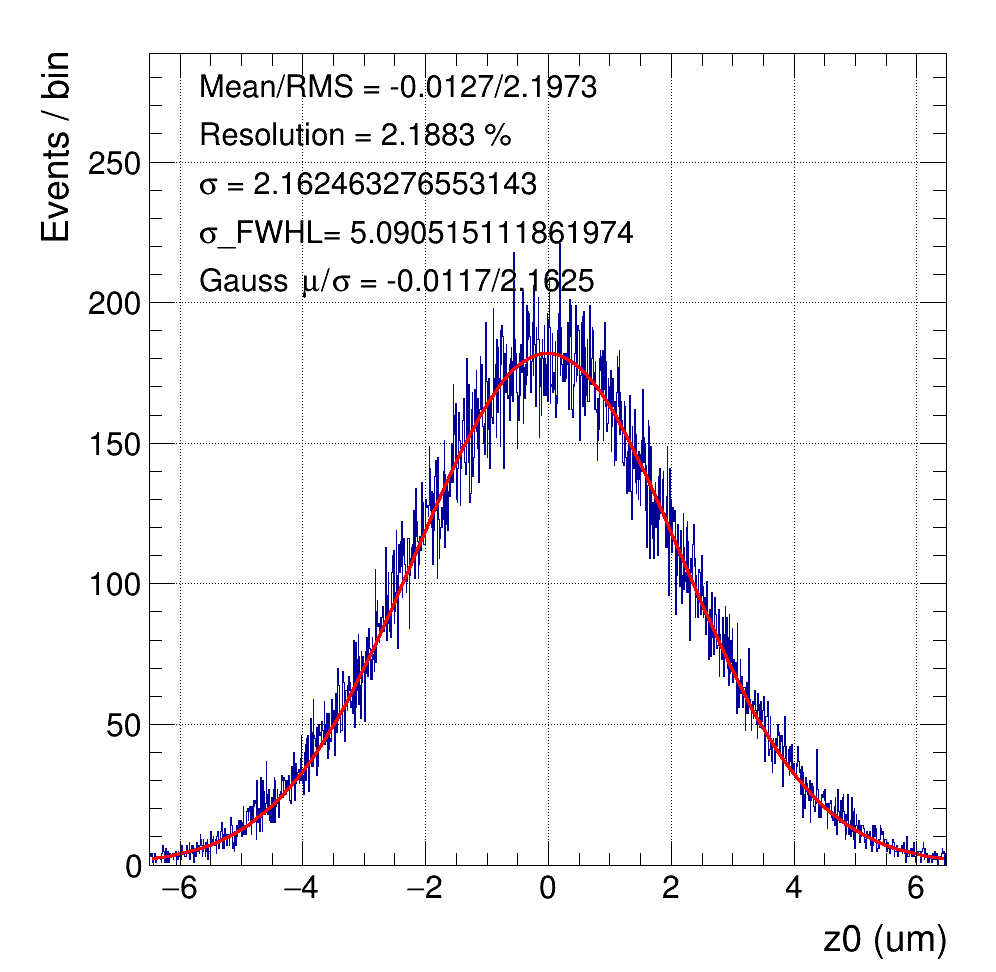 Events / bin
Mean/RMS = -0.0127/2.1973
Resolution = 2.1883 %
σ = 2.162463276553143
σ_FWHL= 5.090515111861974
Gauss μ/σ = -0.0117/2.1625
250
200
150
100
50
0
−6 −4 −2 0 2 4 6
z0 (um)